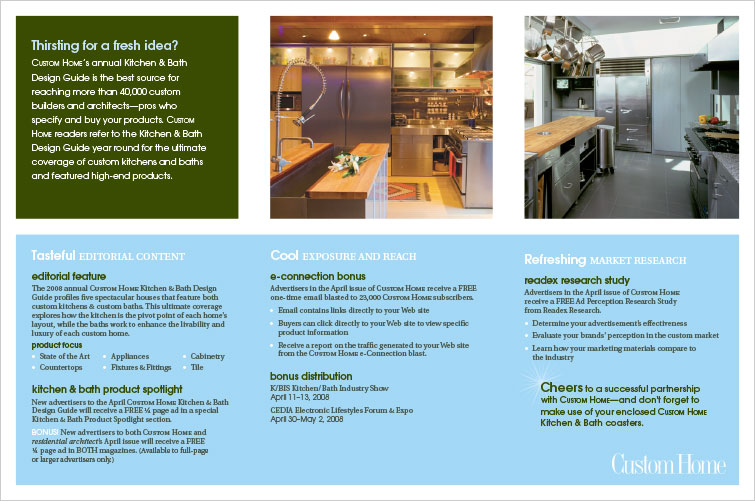 Thirsting for a fresh idea?
CUSTOM HOME's annual Kitchen & Bath
Design Guide is the best source for
reaching more than 40,000 custom
builders and architects—pros who
specify and buy your products. CUSTOM
HOME readers refer to the Kitchen & Bath
Design Guide year round for the ultimate
coverage of custom kitchens and baths
and featured high-end products.
Tasteful EDITORIAL CONTENT
editorial feature
The 2008 annual CUSTOM HOME Kitchen & Bath Design
Guide profiles five spectacular houses that feature both
custom kitchens & custom baths. This ultimate coverage
explores how the kitchen is the pivot point of each home's
layout, while the baths work to enhance the livability and
luxury of each custom home.
product focus
• State of the Art • Appliances • Cabinetry
• Countertops • Fixtures & Fittings • Tile
kitchen & bath product spotlight
New advertisers to the April CUSTOM HOME Kitchen & Bath
Design Guide will receive a FREE ¼ page ad in a special
Kitchen & Bath Product Spotlight section.
BONUS! New advertisers to both CUSTOM HOME and
residential architect's April issue will receive a FREE
¼ page ad in BOTH magazines. (Available to full-page
or larger advertisers only.)
Cool EXPOSURE AND REACH
e-connection bonus
Advertisers in the April issue of CUSTOM HOME receive a FREE
one-time email blasted to 23,000 CUSTOM HOME subscribers.
• Email contains links directly to your Web site
• Buyers can click directly to your Web site to view specific
product information
• Receive a report on the traffic generated to your Web site
from the CUSTOM HOME e-Connection blast.
bonus distribution
K/BIS Kitchen/Bath Industry Show
April 11–13, 2008
CEDIA Electronic Lifestyles Forum & Expo
April 30–May 2, 2008
Refreshing MARKET RESEARCH
readex research study
Advertisers in the April issue of CUSTOM HOME
receive a FREE Ad Perception Research Study
from Readex Research.
• Determine your advertisement's effectiveness
• Evaluate your brands' perception in the custom market
• Learn how your marketing materials compare to
the industry
Cheers to a successful partnership
with CUSTOM HOME—and don't forget to
make use of your enclosed CUSTOM HOME
Kitchen & Bath coasters.
Custom Home